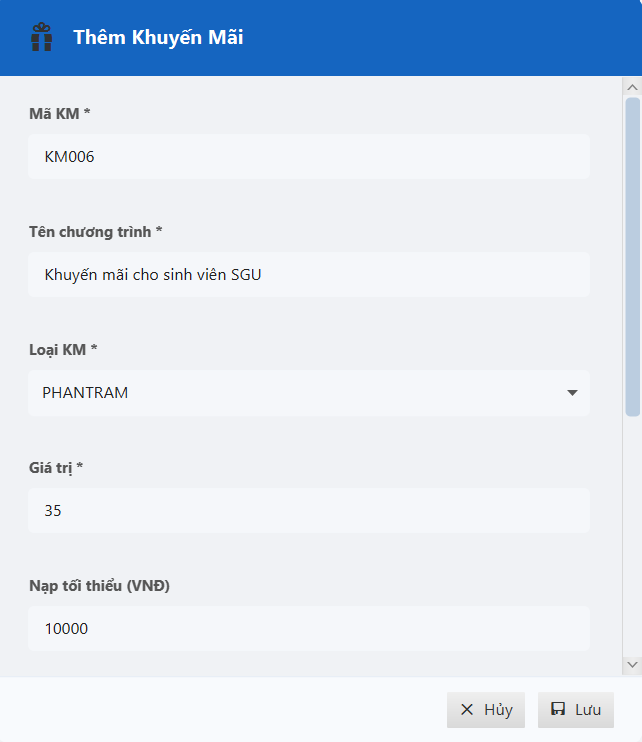 Thêm Khuyến Mãi
Mã KM *
KM006
Tên chương trình *
Khuyến mãi cho sinh viên SGU
Loại KM *
PHANTRAM
Giá trị *
35
Nạp tối thiểu (VNĐ)
10000
Hủy
Lưu